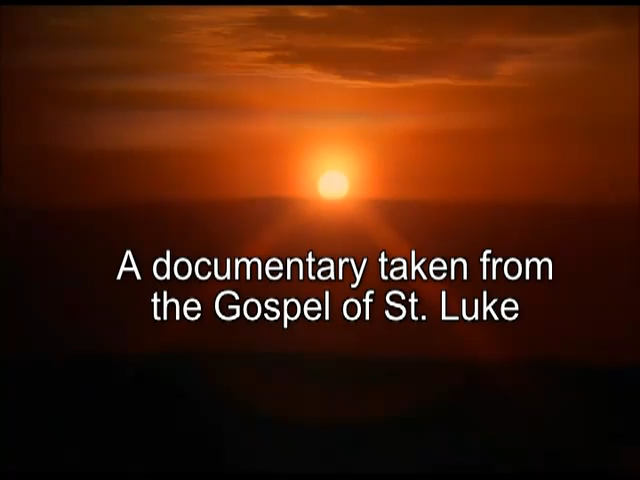 A documentary taken from
the Gospel of St. Luke